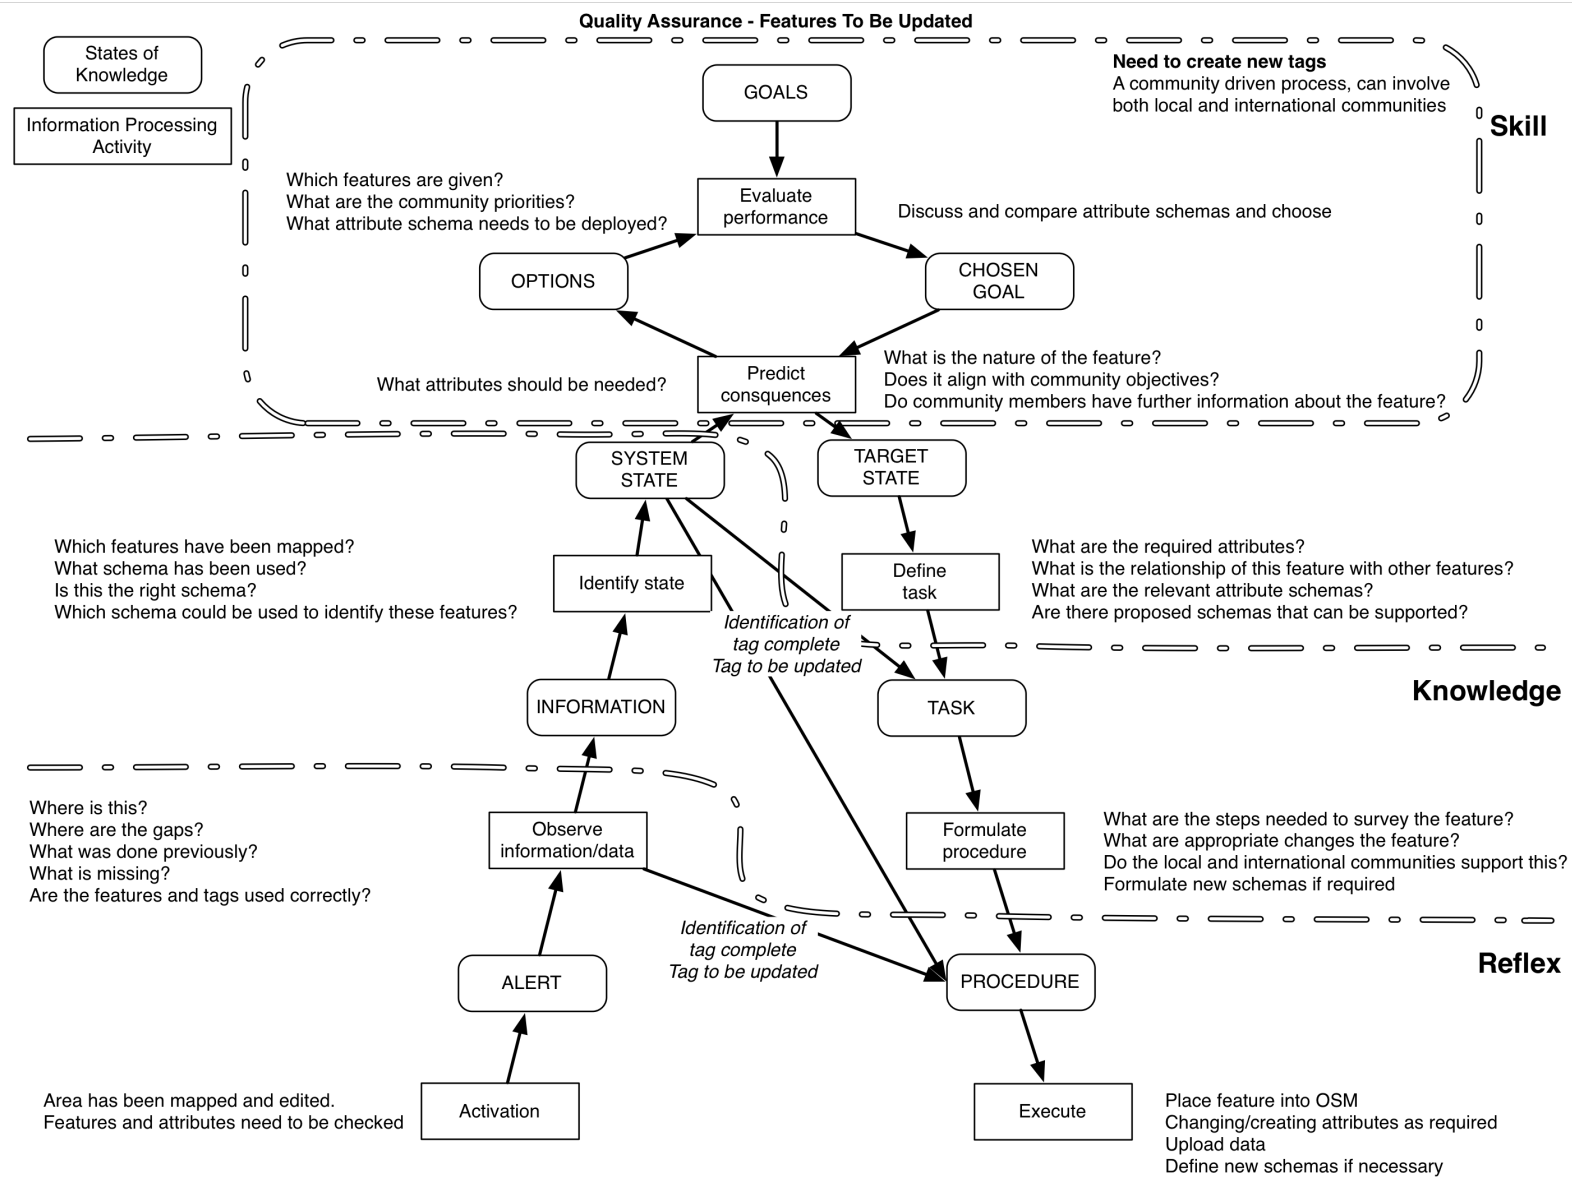 Quality Assurance - Features To Be Updated
States of
Knowledge
Information Processing
Activity
Need to create new tags
A community driven process, can involve
both local and international communities
Skill
GOALS
Which features are given?
What are the community priorities?
What attribute schema needs to be deployed?
Evaluate
performance
Discuss and compare attribute schemas and choose
OPTIONS
CHOSEN
GOAL
What attributes should be needed?
Predict
consquences
What is the nature of the feature?
Does it align with community objectives?
Do community members have further information about the feature?
SYSTEM
STATE
TARGET
STATE
Which features have been mapped?
What schema has been used?
Is this the right schema?
Which schema could be used to identify these features?
Identify state
Define
task
What are the required attributes?
What is the relationship of this feature with other features?
What are the relevant attribute schemas?
Are there proposed schemas that can be supported?
Identification of
tag complete
Tag to be updated
INFORMATION
TASK
Knowledge
Where is this?
Where are the gaps?
What was done previously?
What is missing?
Are the features and tags used correctly?
Observe
information/data
Formulate
procedure
What are the steps needed to survey the feature?
What are appropriate changes the feature?
Do the local and international communities support this?
Formulate new schemas if required
Identification of
tag complete
Tag to be updated
ALERT
PROCEDURE
Reflex
Area has been mapped and edited.
Features and attributes need to be checked
Activation
Execute
Place feature into OSM
Changing/creating attributes as required
Upload data
Define new schemas if necessary